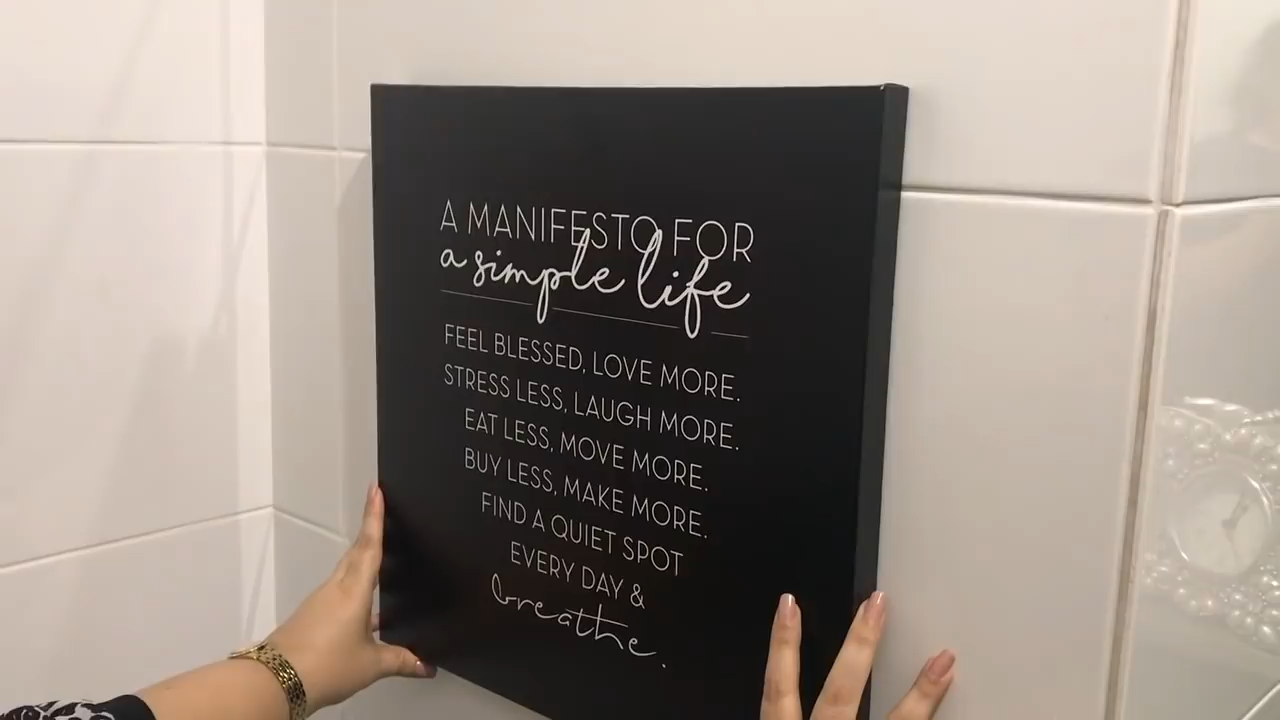 A MANIFESTO FOR
a simple life
FEEL BLESSED, LOVE MORE.
STRESS LESS, LAUGH MORE.
EAT LESS, MOVE MORE.
BUY LESS, MAKE MORE.
FIND A QUIET SPOT
EVERY DAY &
breathe.